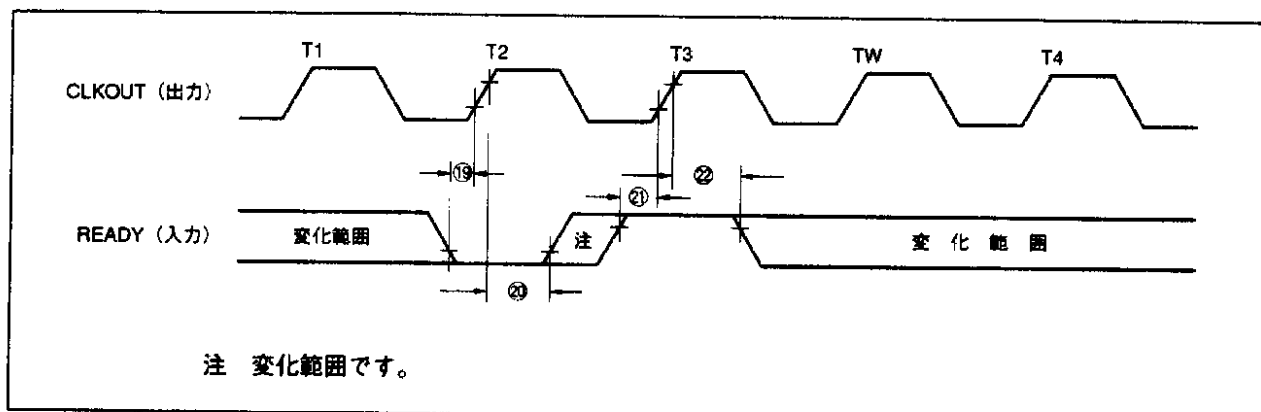 T1 T2 T3 TW T4
CLKOUT（出力）
⑲ ㉑ ㉒
READY（入力） 変化範囲 注 変化範囲
⑳
注 変化範囲です。